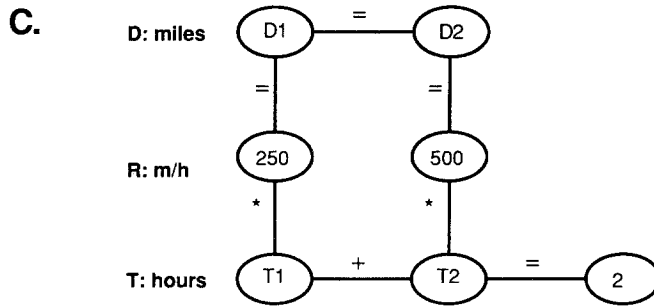 C.
D: miles D1 = D2
= =
R: m/h 250 500
* *
T: hours T1 + T2 = 2